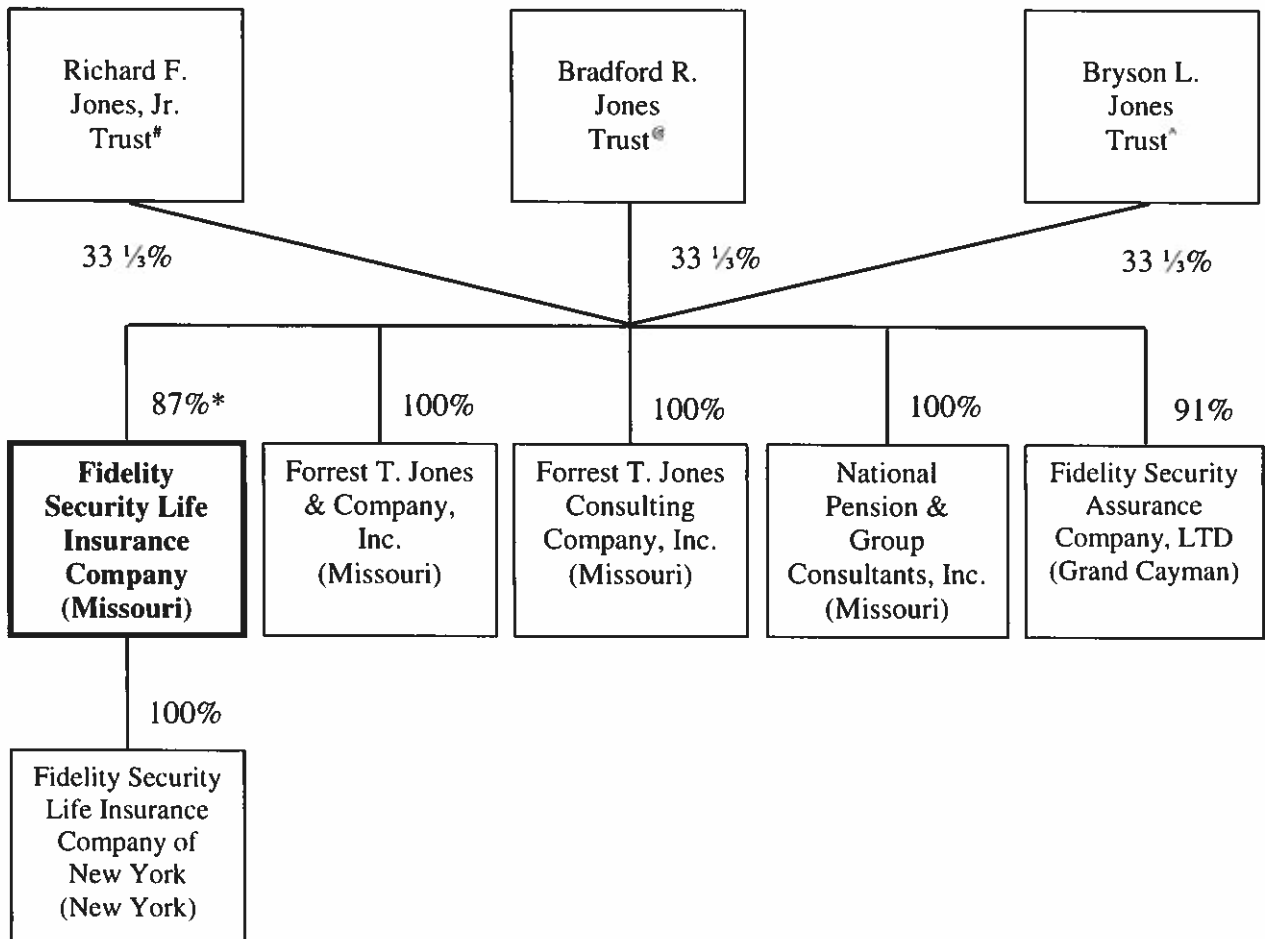 Richard F.
Jones, Jr.
Trust#
Bradford R.
Jones
Trust@
Bryson L.
Jones
Trust^
33 ⅓%
33 ⅓%
33 ⅓%
87%*
100%
100%
100%
91%
Fidelity
Security Life
Insurance
Company
(Missouri)
Forrest T. Jones
& Company,
Inc.
(Missouri)
Forrest T. Jones
Consulting
Company, Inc.
(Missouri)
National
Pension &
Group
Consultants, Inc.
(Missouri)
Fidelity Security
Assurance
Company, LTD
(Grand Cayman)
100%
Fidelity Security
Life Insurance
Company of
New York
(New York)